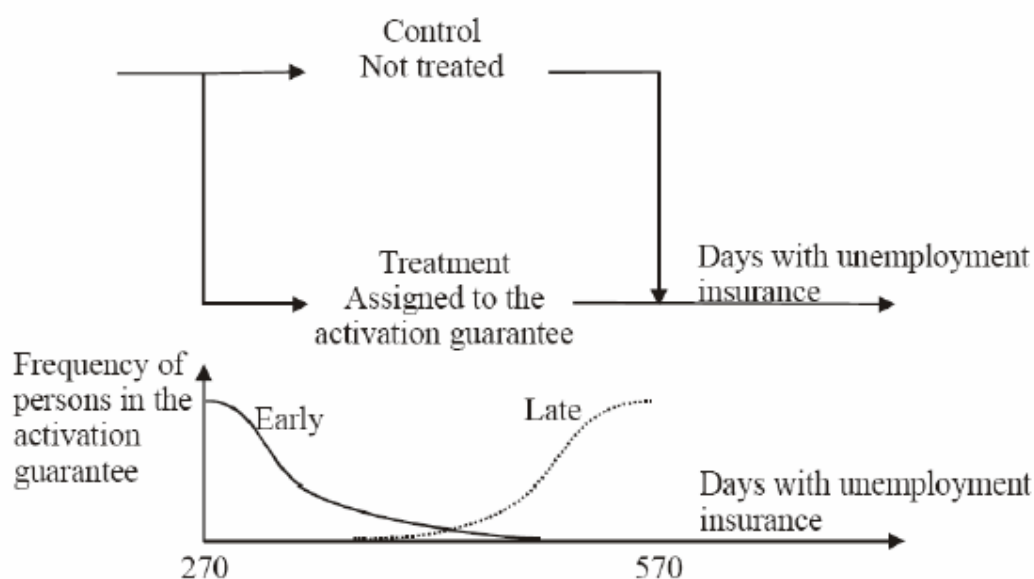 Control
Not treated
Treatment
Assigned to the
activation guarantee
Days with unemployment
insurance
Frequency of
persons in the
activation
guarantee
Early
Late
Days with unemployment
insurance
270
570